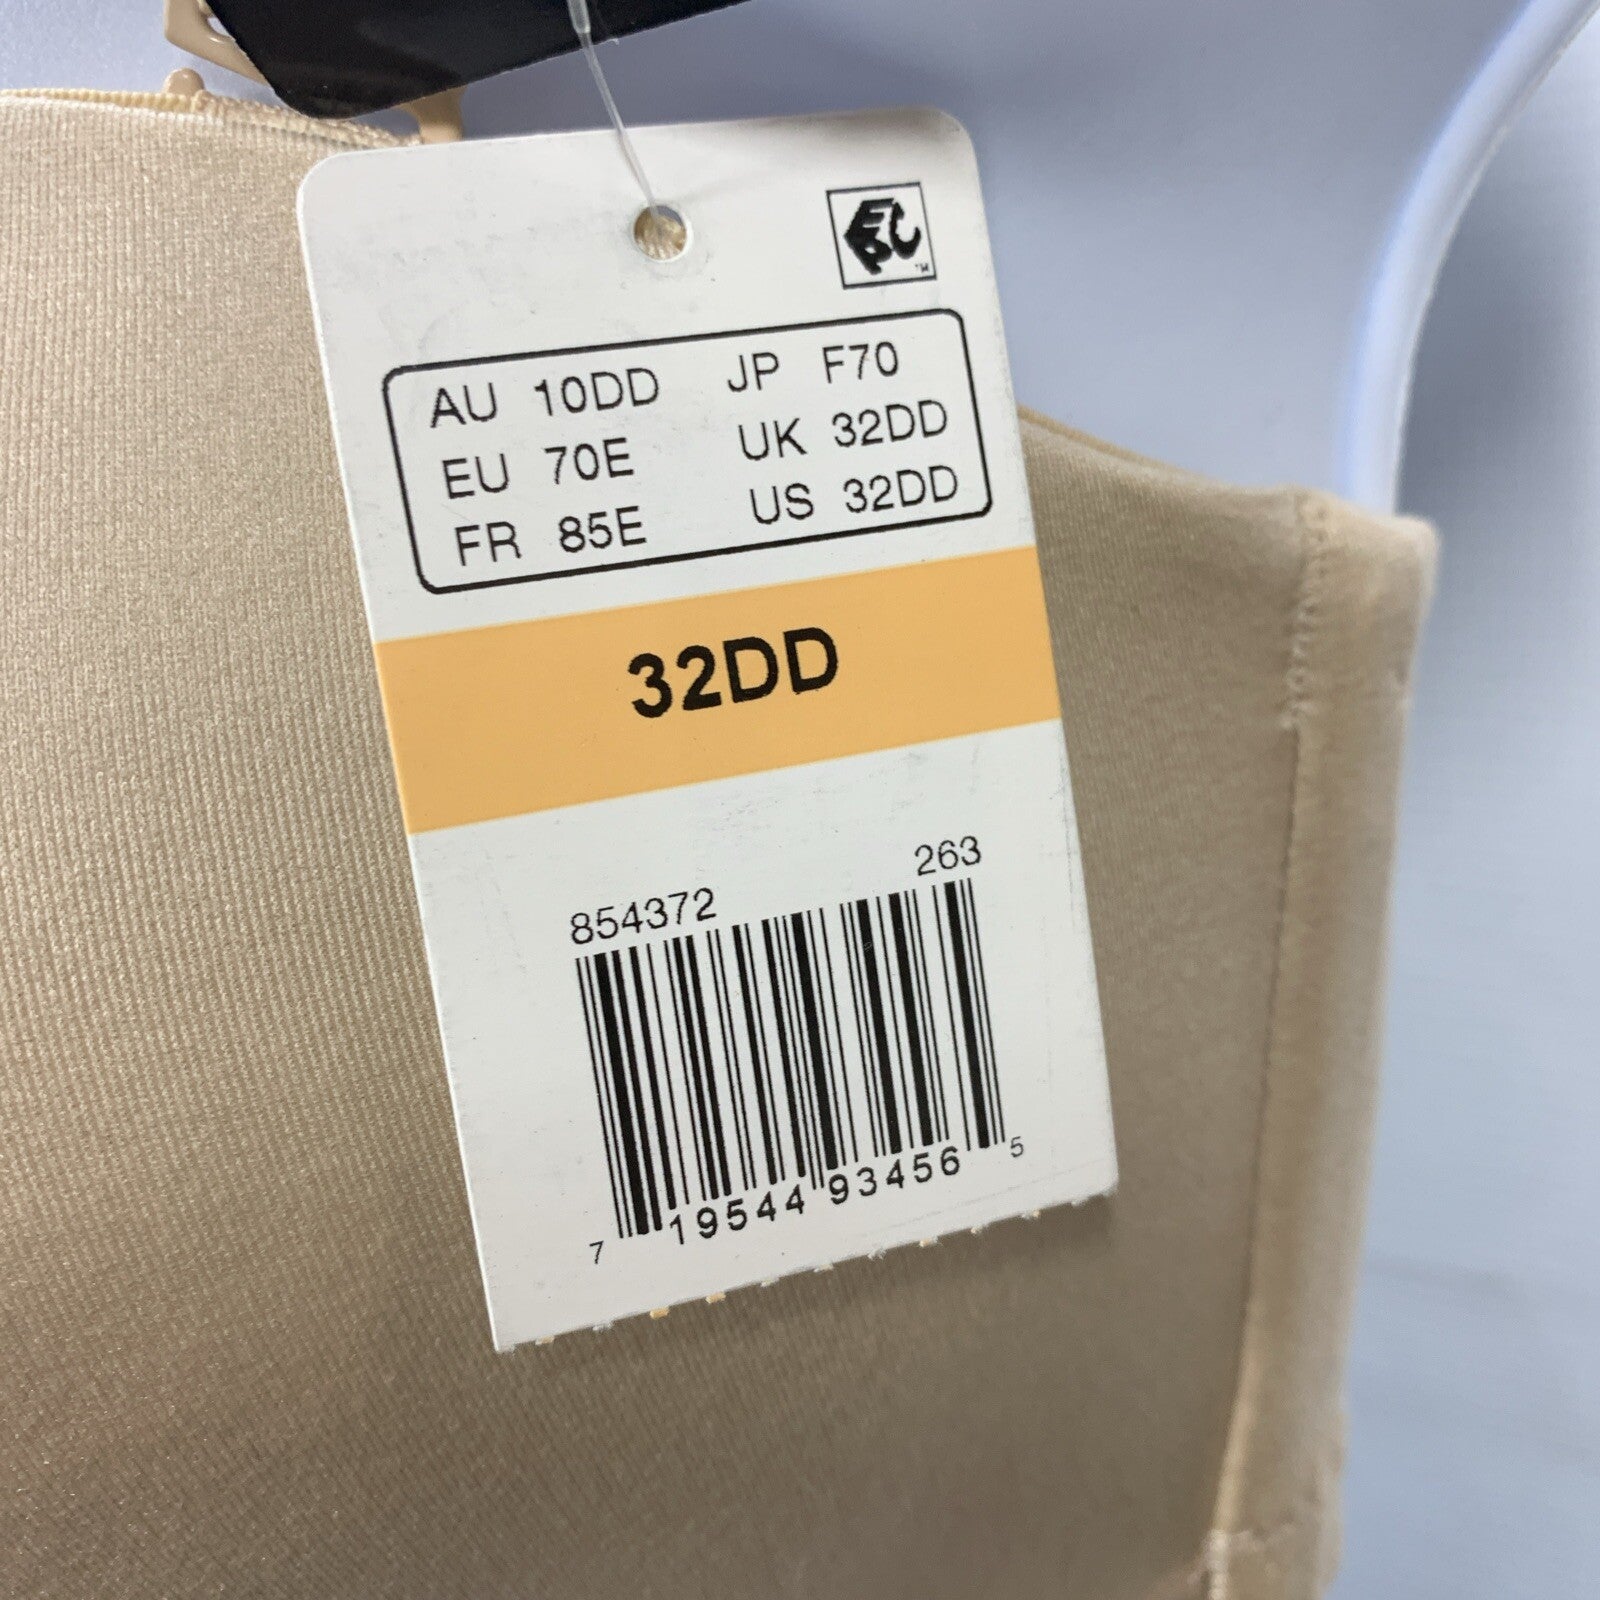 AU 10DD JP F70
EU 70E UK 32DD
FR 85E US 32DD
32DD
854372 263
7 19544 93456 5